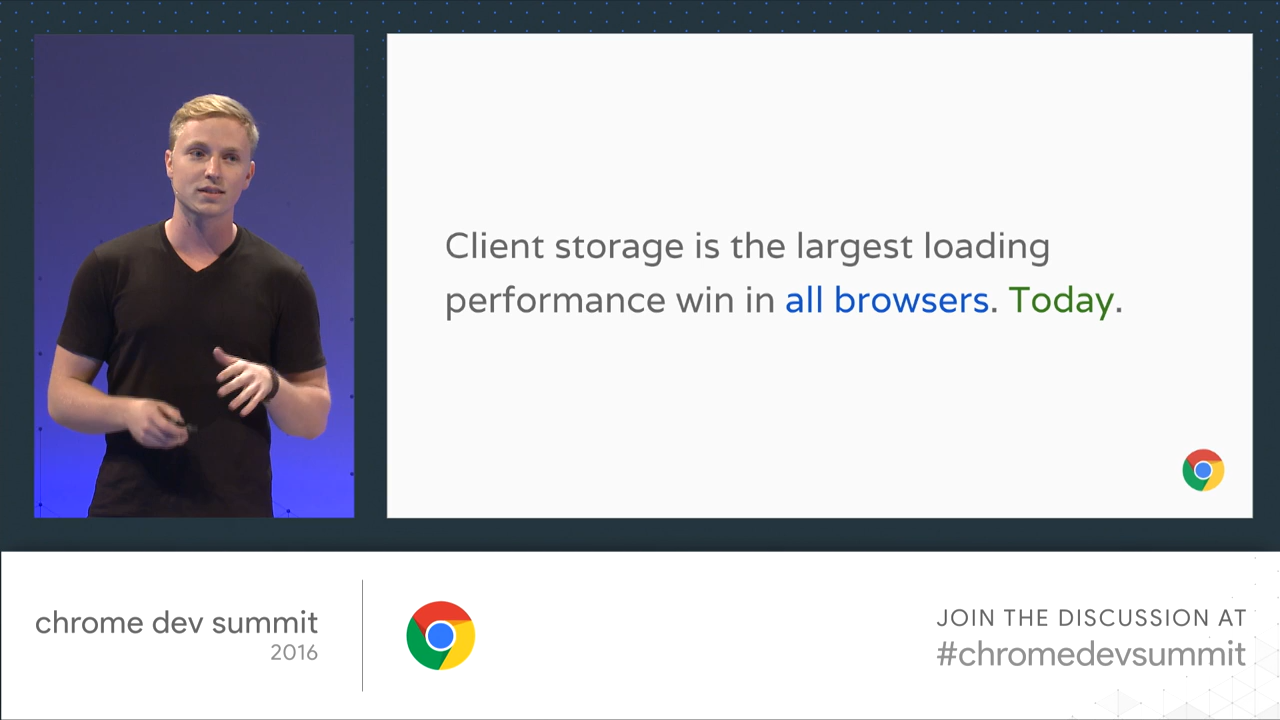 Client storage is the largest loading
performance win in all browsers. Today.
chrome dev summit
2016
JOIN THE DISCUSSION AT
#chromedevsummit